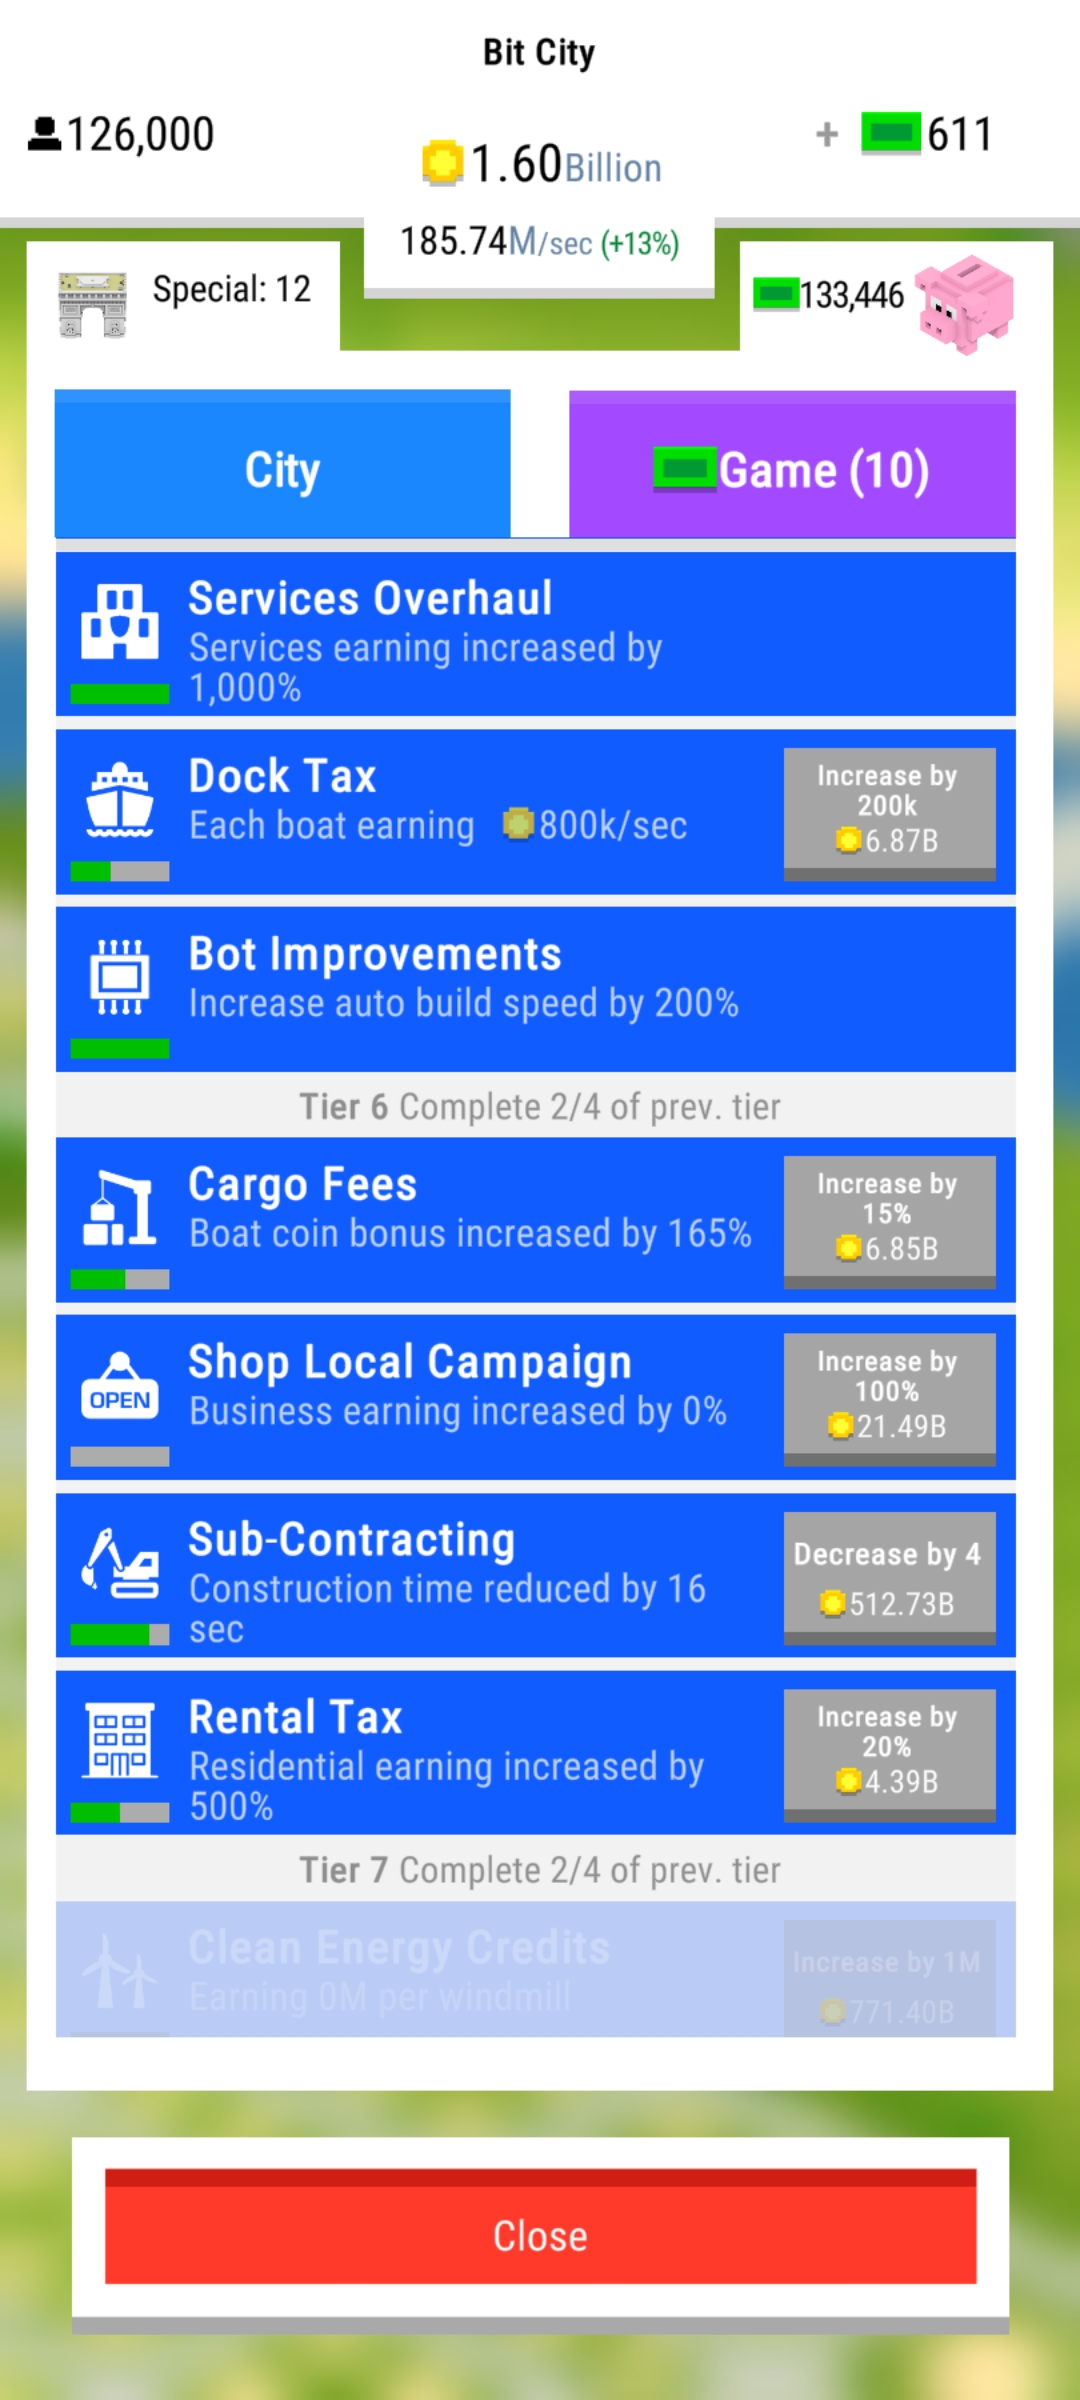 Bit City
126,000
1.60Billion
+ 611
185.74M/sec (+13%)
Special: 12
133,446
City
Game (10)
Services Overhaul
Services earning increased by
1,000%
Dock Tax
Each boat earning 800k/sec
Increase by
200k
6.87B
Bot Improvements
Increase auto build speed by 200%
Tier 6 Complete 2/4 of prev. tier
Cargo Fees
Boat coin bonus increased by 165%
Increase by
15%
6.85B
OPEN
Shop Local Campaign
Business earning increased by 0%
Increase by
100%
21.49B
Sub-Contracting
Construction time reduced by 16
sec
Decrease by 4
512.73B
Rental Tax
Residential earning increased by
500%
Increase by
20%
4.39B
Tier 7 Complete 2/4 of prev. tier
Clean Energy Credits
Earning 0M per windmill
Increase by 1M
771.40B
Close